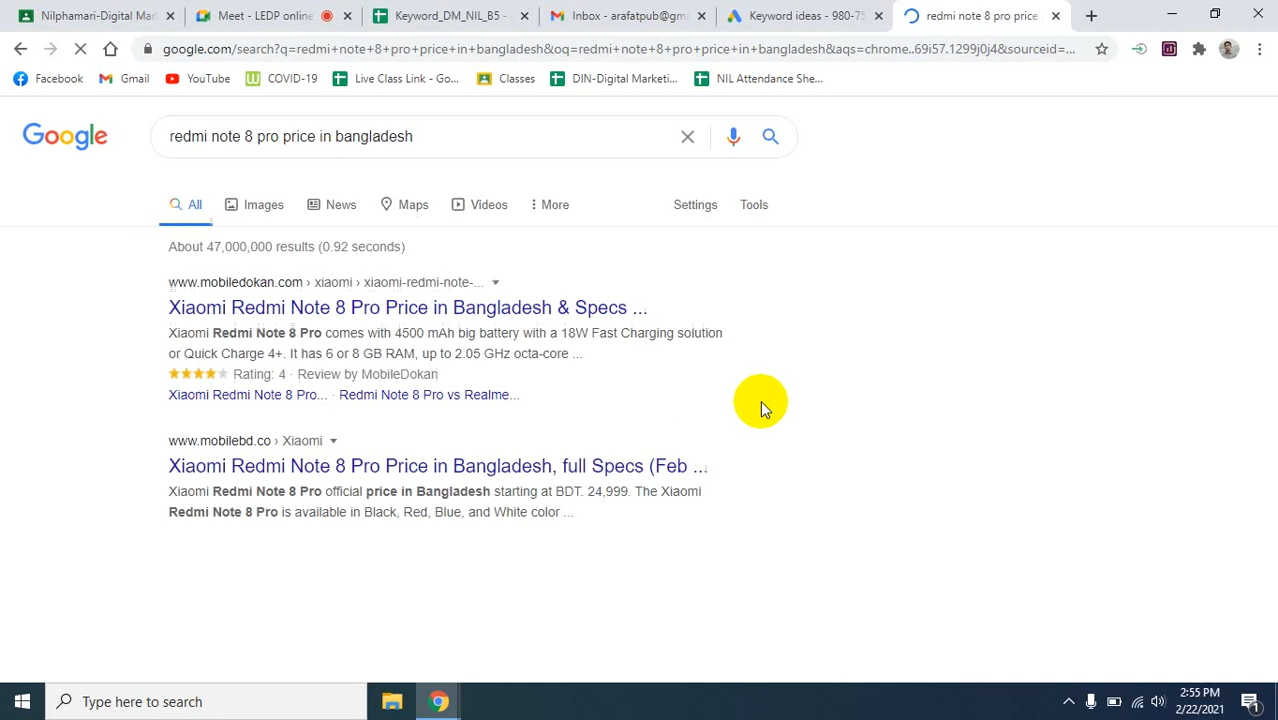 Nilphamari-Digital Mar
Meet - LEDP online
Keyword_DM_NIL_B5 -
Inbox - arafatpub@gma
Keyword ideas - 980-75
redmi note 8 pro price
google.com/search?q=redmi+note+8+pro+price+in+bangladesh&oq=redmi+note+8+pro+price+in+bangladesh&aqs=chrome..69i57.1299j0j4&sourceid=...
Facebook
Gmail
YouTube
COVID-19
Live Class Link - Go...
Classes
DIN-Digital Marketi...
NIL Attendance She...
Google
redmi note 8 pro price in bangladesh
All
Images
News
Maps
Videos
More
Settings
Tools
About 47,000,000 results (0.92 seconds)
www.mobiledokan.com › xiaomi › xiaomi-redmi-note-...
Xiaomi Redmi Note 8 Pro Price in Bangladesh & Specs ...
Xiaomi Redmi Note 8 Pro comes with 4500 mAh big battery with a 18W Fast Charging solution
or Quick Charge 4+. It has 6 or 8 GB RAM, up to 2.05 GHz octa-core ...
Rating: 4 · Review by MobileDokan
Xiaomi Redmi Note 8 Pro... · Redmi Note 8 Pro vs Realme...
www.mobilebd.co › Xiaomi
Xiaomi Redmi Note 8 Pro Price in Bangladesh, full Specs (Feb ...
Xiaomi Redmi Note 8 Pro official price in Bangladesh starting at BDT. 24,999. The Xiaomi
Redmi Note 8 Pro is available in Black, Red, Blue, and White color ...
Type here to search
2:55 PM
2/22/2021
1